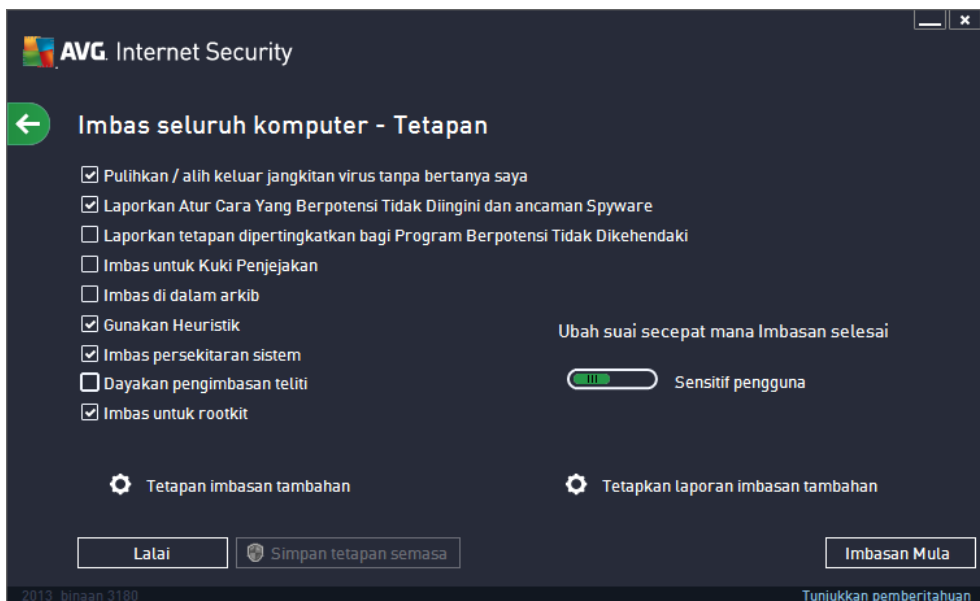 AVG. Internet Security
Imbas seluruh komputer - Tetapan
Pulihkan / alih keluar jangkitan virus tanpa bertanya saya
Laporkan Atur Cara Yang Berpotensi Tidak Diingini dan ancaman Spyware
Laporkan tetapan dipertingkatkan bagi Program Berpotensi Tidak Dikehendaki
Imbas untuk Kuki Penjejakan
Imbas di dalam arkib
Gunakan Heuristik
Imbas persekitaran sistem
Dayakan pengimbasan teliti
Imbas untuk rootkit
Ubah suai secepat mana Imbasan selesai
Sensitif pengguna
Tetapan imbasan tambahan
Tetapkan laporan imbasan tambahan
Lalai
Simpan tetapan semasa
Imbasan Mula
2013 binaan 3180
Tunjukkan pemberitahuan